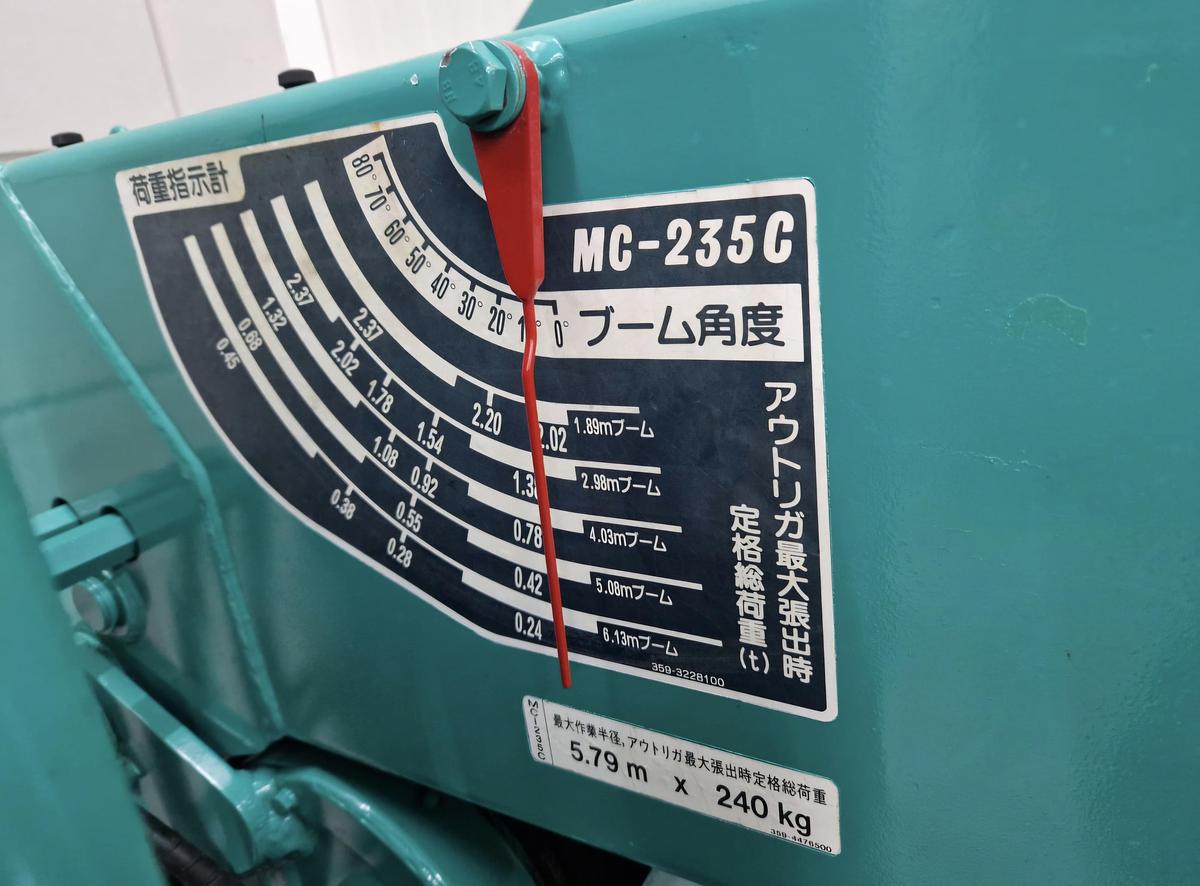 荷重指示計
MC-235C
80° 70° 60° 50° 40° 30° 20° 0° ブーム角度
2.37 2.20 2.02 1.89mブーム
2.37 2.02 1.78 1.54 2.98mブーム
1.32 1.08 0.92 0.78 4.03mブーム
0.68 0.55 0.42 5.08mブーム
0.45 0.38 0.28 0.24 6.13mブーム
アウトリガ最大張出時
定格総荷重(t)
359-3228100
MC-235C
最大作業半径,アウトリガ最大張出時定格総荷重
5.79 m x 240 kg
359-4476500